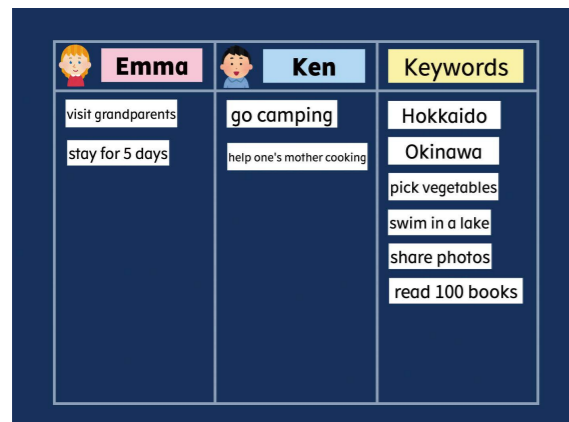 Emma
Ken
Keywords
visit grandparents
stay for 5 days
go camping
help one's mother cooking
Hokkaido
Okinawa
pick vegetables
swim in a lake
share photos
read 100 books